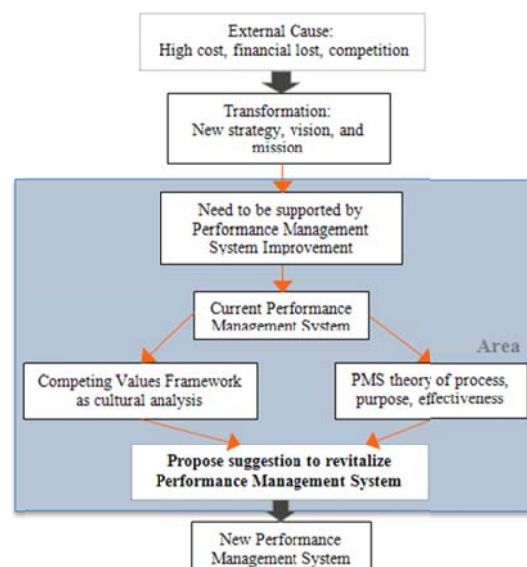 External Cause:
High cost, financial lost, competition
Transformation:
New strategy, vision, and
mission
Need to be supported by
Performance Management
System Improvement
Current Performance
Management System
Area
Competing Values Framework
as cultural analysis
PMS theory of process,
purpose, effectiveness
Propose suggestion to revitalize
Performance Management System
New Performance
Management System